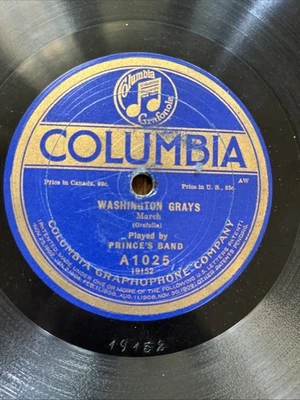 Columbia
Grafonola
COLUMBIA
Price in Canada, 90c. Price in U. S., 85c. AW
WASHINGTON GRAYS
March
(Grafulla)
Played by
PRINCE'S BAND
A1025
19152
COLUMBIA GRAPHOPHONE COMPANY
19152